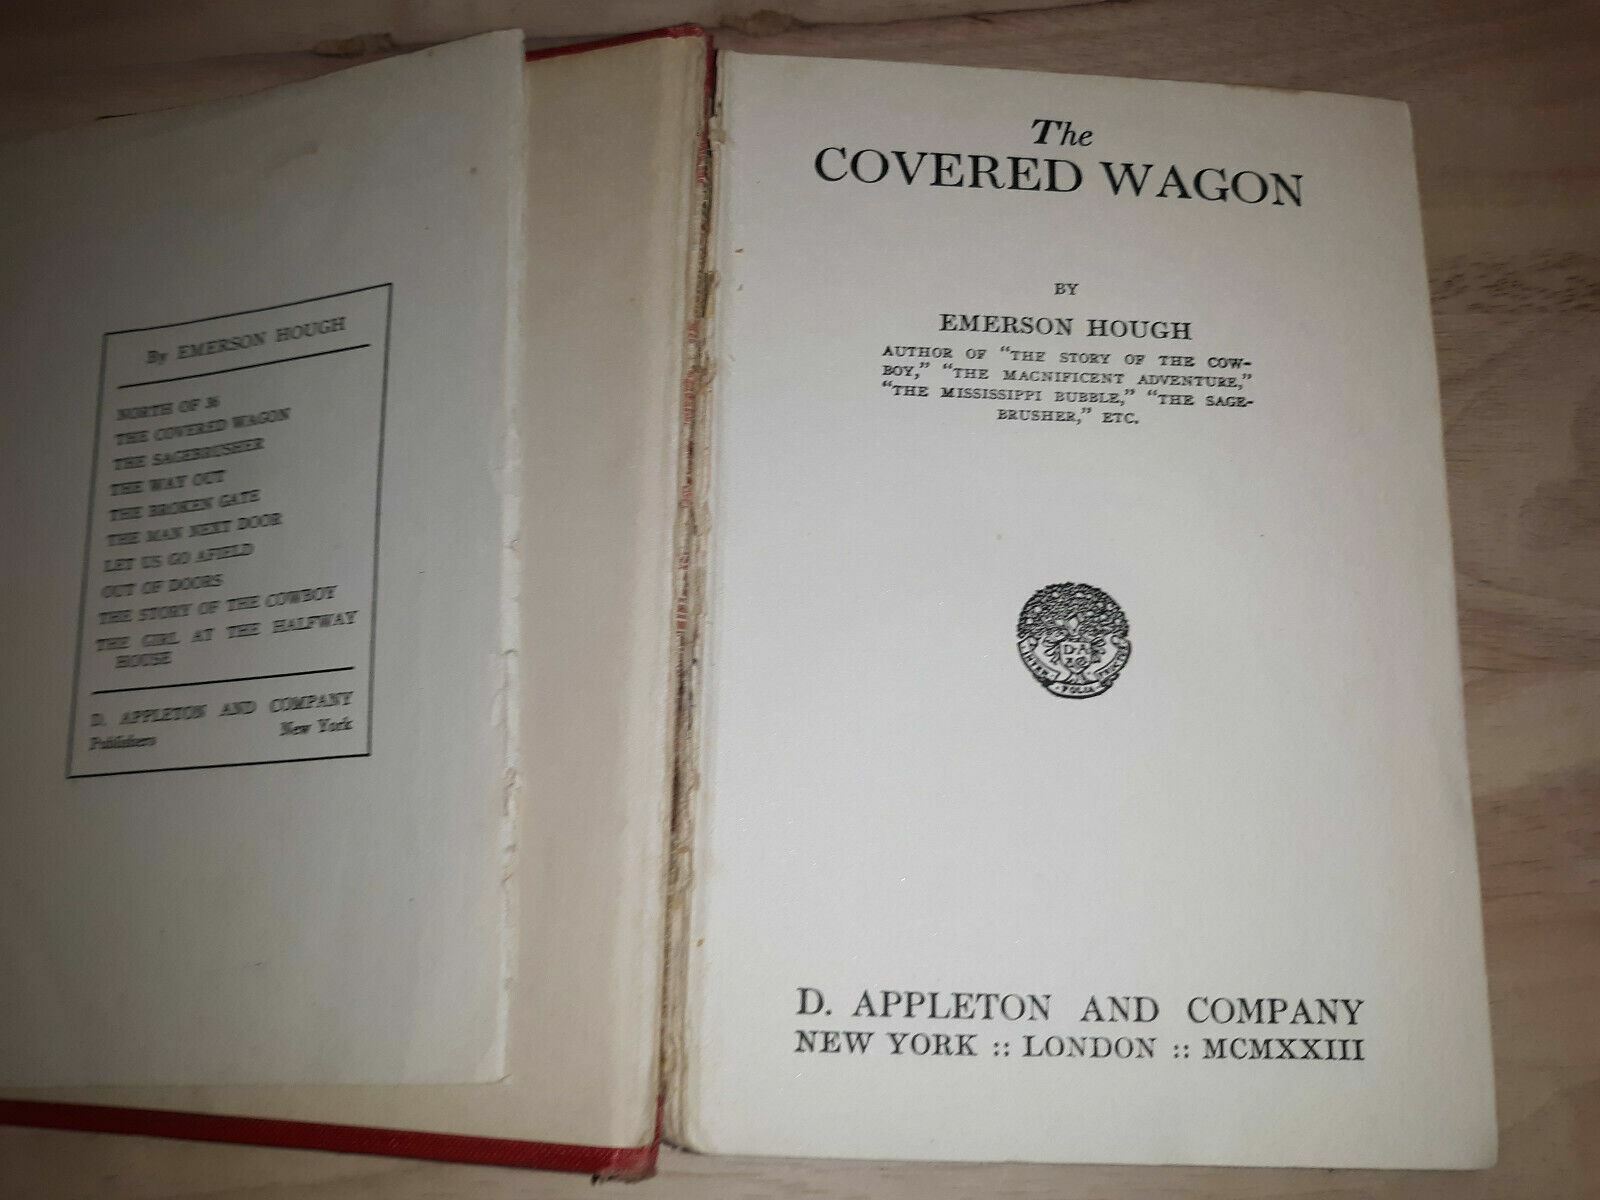 By EMERSON HOUGH
NORTH OF 36
THE COVERED WAGON
THE SAGEBRUSHER
THE WAY OUT
THE BROKEN GATE
THE MAN NEXT DOOR
LET US GO AFIELD
OUT OF DOORS
THE STORY OF THE COWBOY
THE GIRL AT THE HALFWAY
HOUSE
D. APPLETON AND COMPANY
Publishers New York
The
COVERED WAGON
BY
EMERSON HOUGH
AUTHOR OF "THE STORY OF THE COW-
BOY," "THE MAGNIFICENT ADVENTURE,"
"THE MISSISSIPPI BUBBLE," "THE SAGE-
BRUSHER," ETC.
D·A
&C
INTER FOLIA FRUCTUS
D. APPLETON AND COMPANY
NEW YORK :: LONDON :: MCMXXIII